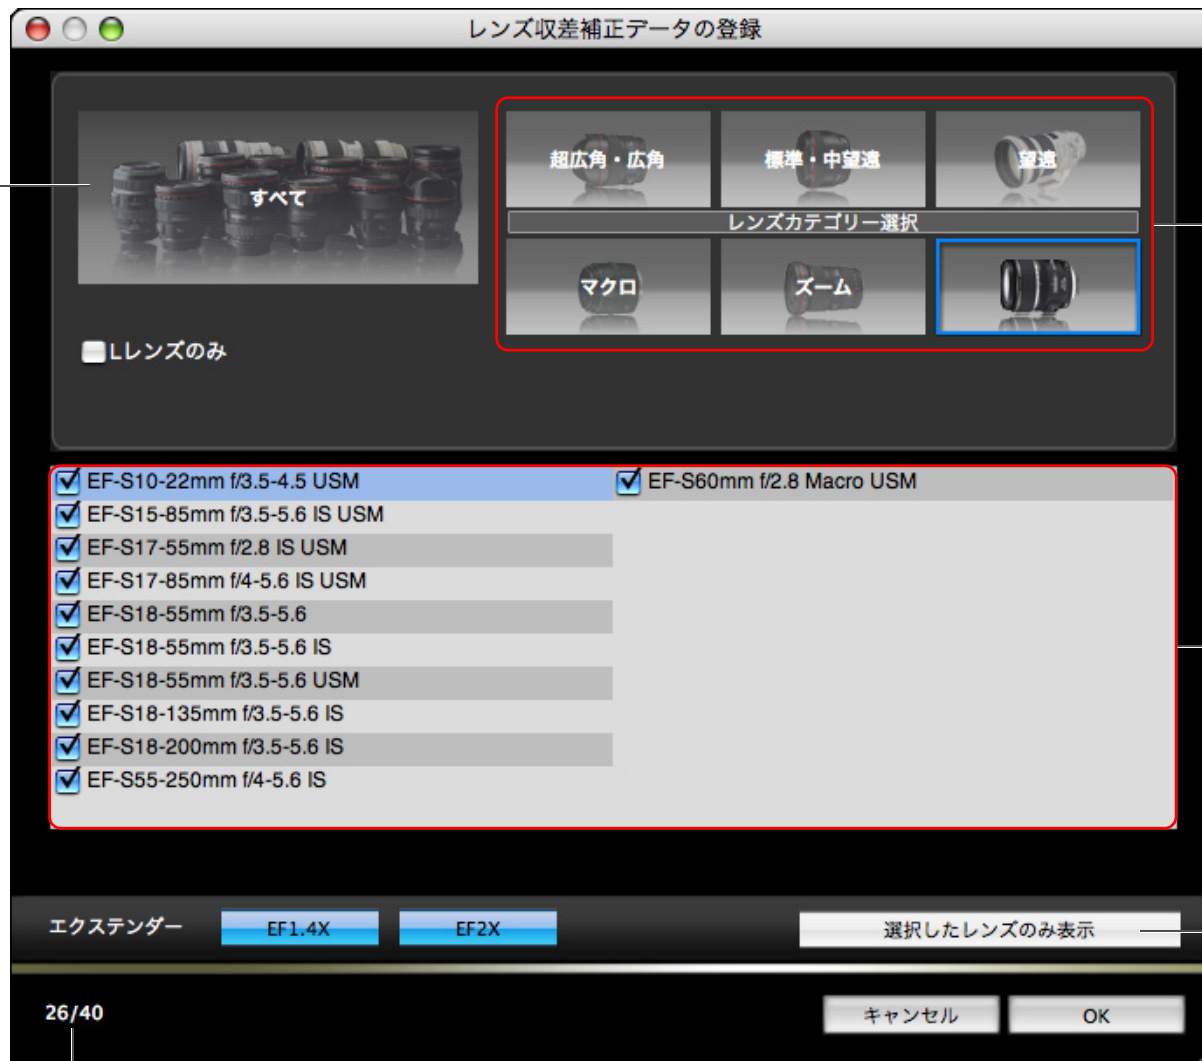 レンズ収差補正データの登録
すべて
超広角・広角
標準・中望遠
望遠
レンズカテゴリー選択
マクロ
ズーム
Lレンズのみ
EF-S10-22mm f/3.5-4.5 USM
EF-S15-85mm f/3.5-5.6 IS USM
EF-S17-55mm f/2.8 IS USM
EF-S17-85mm f/4-5.6 IS USM
EF-S18-55mm f/3.5-5.6
EF-S18-55mm f/3.5-5.6 IS
EF-S18-55mm f/3.5-5.6 USM
EF-S18-135mm f/3.5-5.6 IS
EF-S18-200mm f/3.5-5.6 IS
EF-S55-250mm f/4-5.6 IS
EF-S60mm f/2.8 Macro USM
エクステンダー
EF1.4X
EF2X
選択したレンズのみ表示
26/40
キャンセル
OK